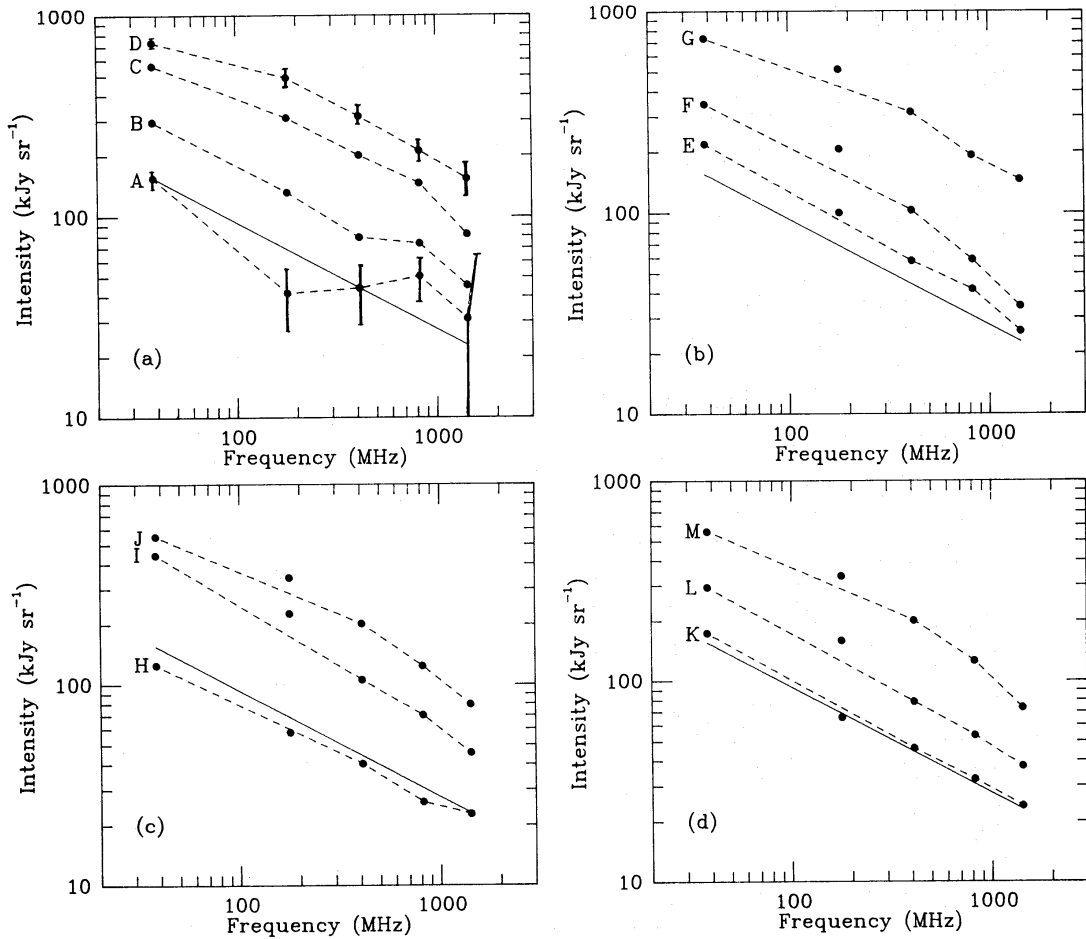 1000
D
C
B
A
100
10
Intensity (kJy sr⁻¹)
(a)
100
1000
Frequency (MHz)
1000
G
F
E
100
10
Intensity (kJy sr⁻¹)
(b)
100
1000
Frequency (MHz)
1000
J
I
H
100
10
Intensity (kJy sr⁻¹)
(c)
100
1000
Frequency (MHz)
1000
M
L
K
100
10
Intensity (kJy sr⁻¹)
(d)
100
1000
Frequency (MHz)